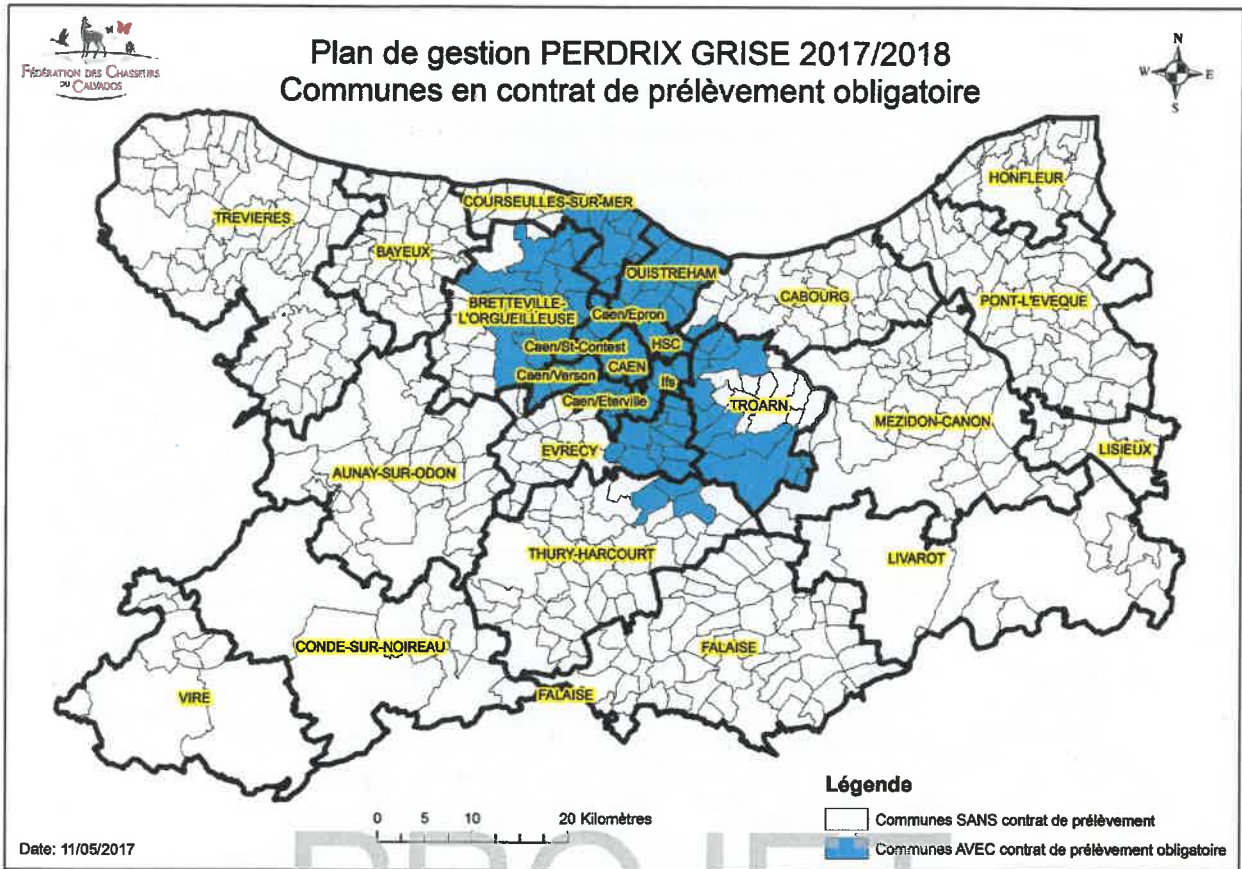 FÉDÉRATION DES CHASSEURS
DU CALVADOS
Plan de gestion PERDRIX GRISE 2017/2018
Communes en contrat de prélèvement obligatoire
N
W
E
S
HONFLEUR
COURSEULLES-SUR-MER
TREVIERES
BAYEUX
OUISTREHAM
CABOURG
PONT-L'EVEQUE
BRETTEVILLE-
L'ORGUEILLEUSE
Caen/Epron
Caen/St-Contest
HSC
CAEN
Caen/Verson
Ifs
Caen/Eterville
TROARN
MEZIDON-CANON
EVRECY
LISIEUX
AUNAY-SUR-ODON
THURY-HARCOURT
LIVAROT
CONDE-SUR-NOIREAU
FALAISE
VIRE
FALAISE
Légende
0 5 10 20 Kilomètres
Communes SANS contrat de prélèvement
Communes AVEC contrat de prélèvement obligatoire
Date: 11/05/2017
PROJET